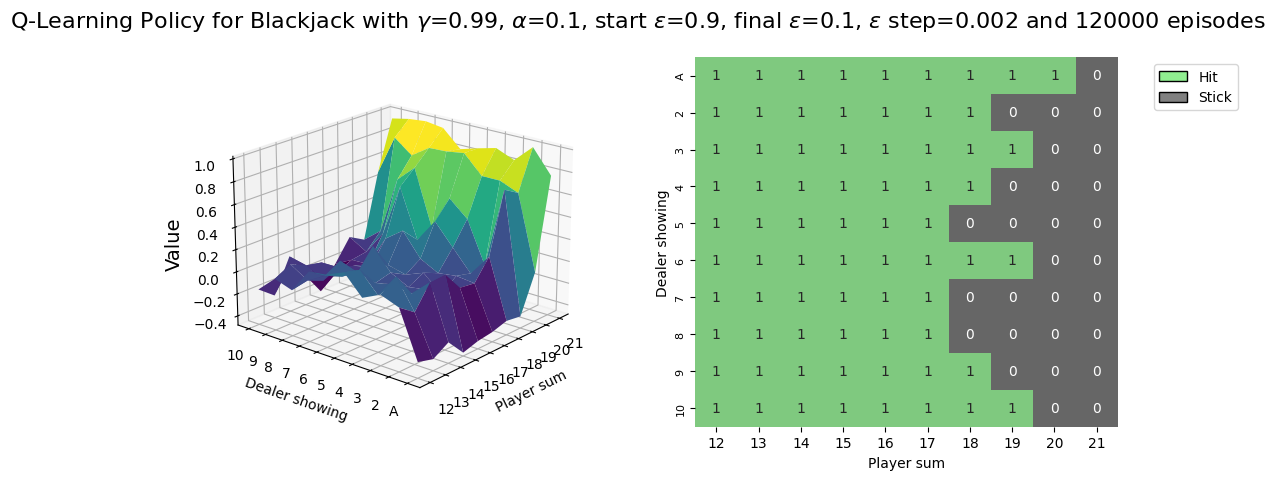 Q-Learning Policy for Blackjack with γ=0.99, α=0.1, start ε=0.9, final ε=0.1, ε step=0.002 and 120000 episodes
1.0
0.8
0.6
0.4
0.2
0.0
−0.2
−0.4
Value
10 9 8 7 6 5 4 3 2 A
Dealer showing
12 13 14 15 16 17 18 19 20 21
Player sum
Dealer showing
A 1 1 1 1 1 1 1 1 1 0
2 1 1 1 1 1 1 1 0 0 0
3 1 1 1 1 1 1 1 1 0 0
4 1 1 1 1 1 1 1 0 0 0
5 1 1 1 1 1 1 0 0 0 0
6 1 1 1 1 1 1 1 1 0 0
7 1 1 1 1 1 1 0 0 0 0
8 1 1 1 1 1 1 0 0 0 0
9 1 1 1 1 1 1 1 0 0 0
10 1 1 1 1 1 1 1 1 0 0
12 13 14 15 16 17 18 19 20 21
Player sum
Hit
Stick